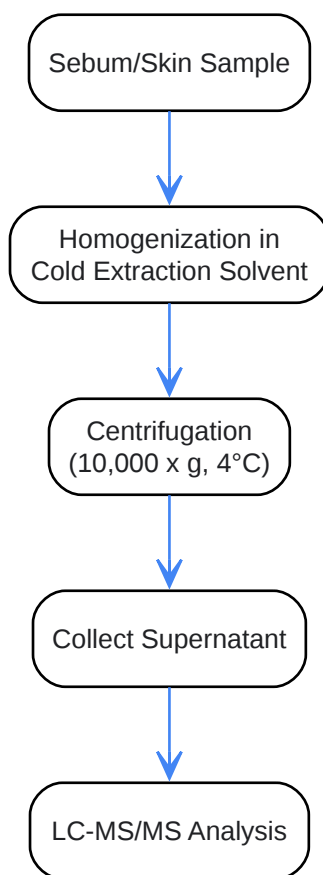 Sebum/Skin Sample
Homogenization in
Cold Extraction Solvent
Centrifugation
(10,000 x g, 4°C)
Collect Supernatant
LC-MS/MS Analysis